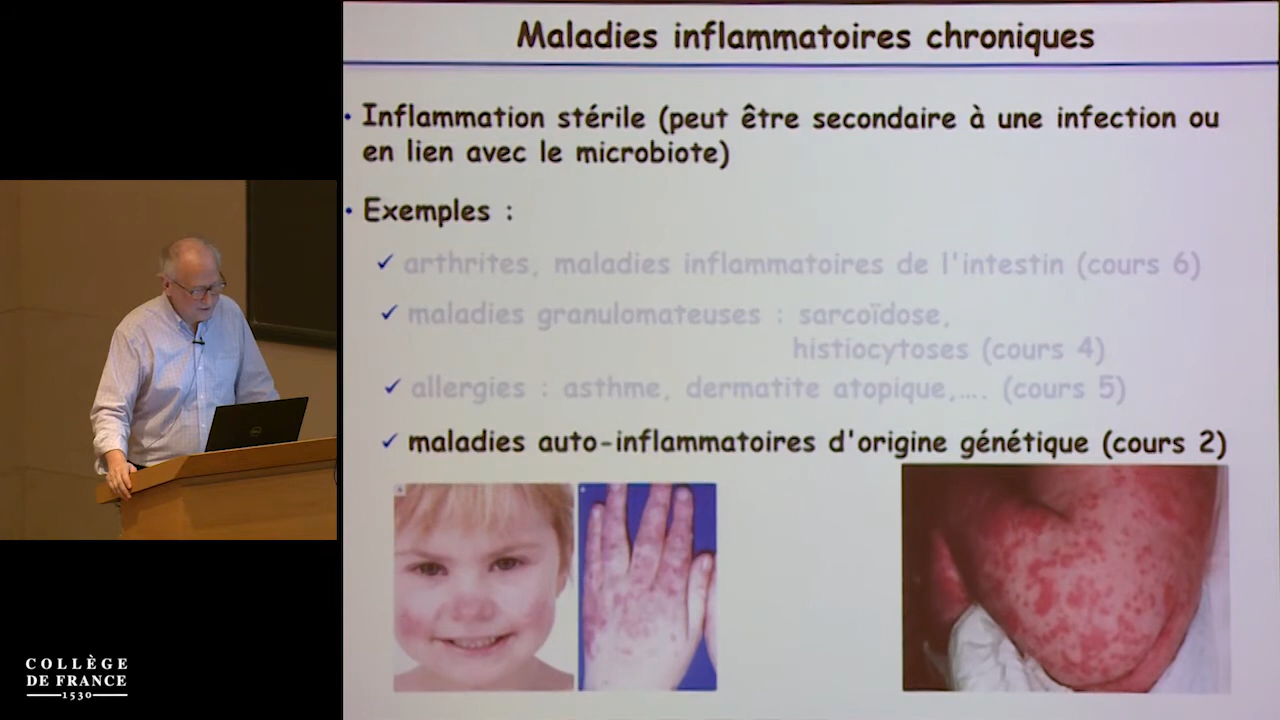 Maladies inflammatoires chroniques
• Inflammation stérile (peut être secondaire à une infection ou
en lien avec le microbiote)
• Exemples :
✓ arthrites, maladies inflammatoires de l'intestin (cours 6)
✓ maladies granulomateuses : sarcoïdose,
histiocytoses (cours 4)
✓ allergies : asthme, dermatite atopique,.... (cours 5)
✓ maladies auto-inflammatoires d'origine génétique (cours 2)
DELL
COLLÈGE
DE FRANCE
1530